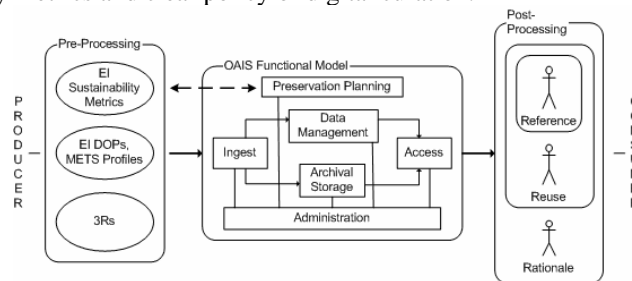 Pre-
Processing
EI
Sustainability
Metrics
EI DOPs,
METS Profiles
3Rs
PRODUCER
OAIS Functional Model
Preservation Planning
Data
Management
Ingest
Access
Archival
Storage
Administration
Post-
Processing
Reference
Reuse
Rationale